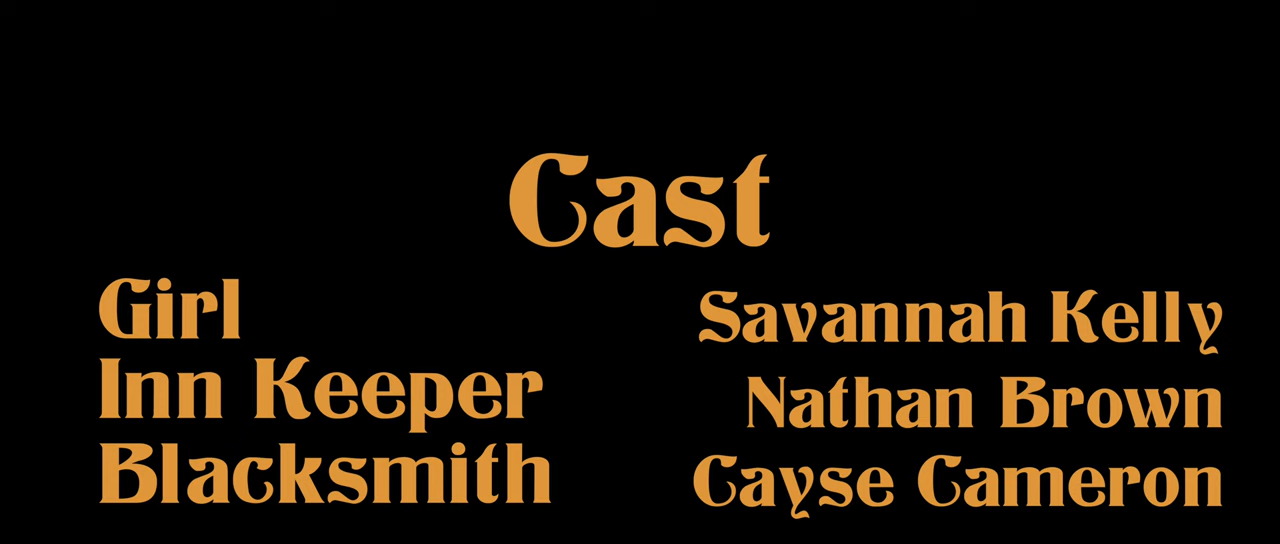 Cast
Girl Savannah Kelly
Inn Keeper Nathan Brown
Blacksmith Cayse Cameron